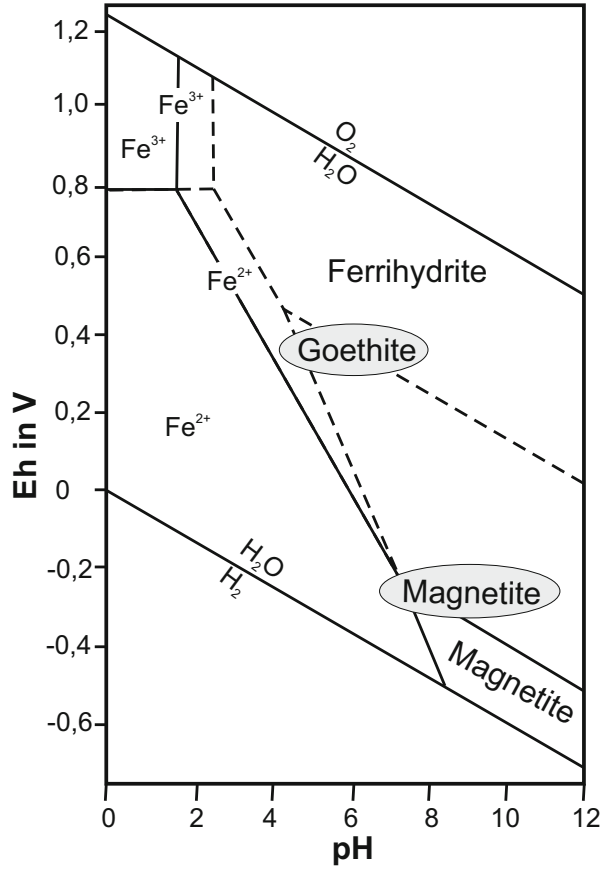 1,2
1,0
0,8
0,6
0,4
0,2
0
-0,2
-0,4
-0,6
Eh in V
Fe³⁺
Fe³⁺
O₂
H₂O
Ferrihydrite
Fe²⁺
Goethite
Fe²⁺
H₂O
H₂
Magnetite
Magnetite
0 2 4 6 8 10 12
pH